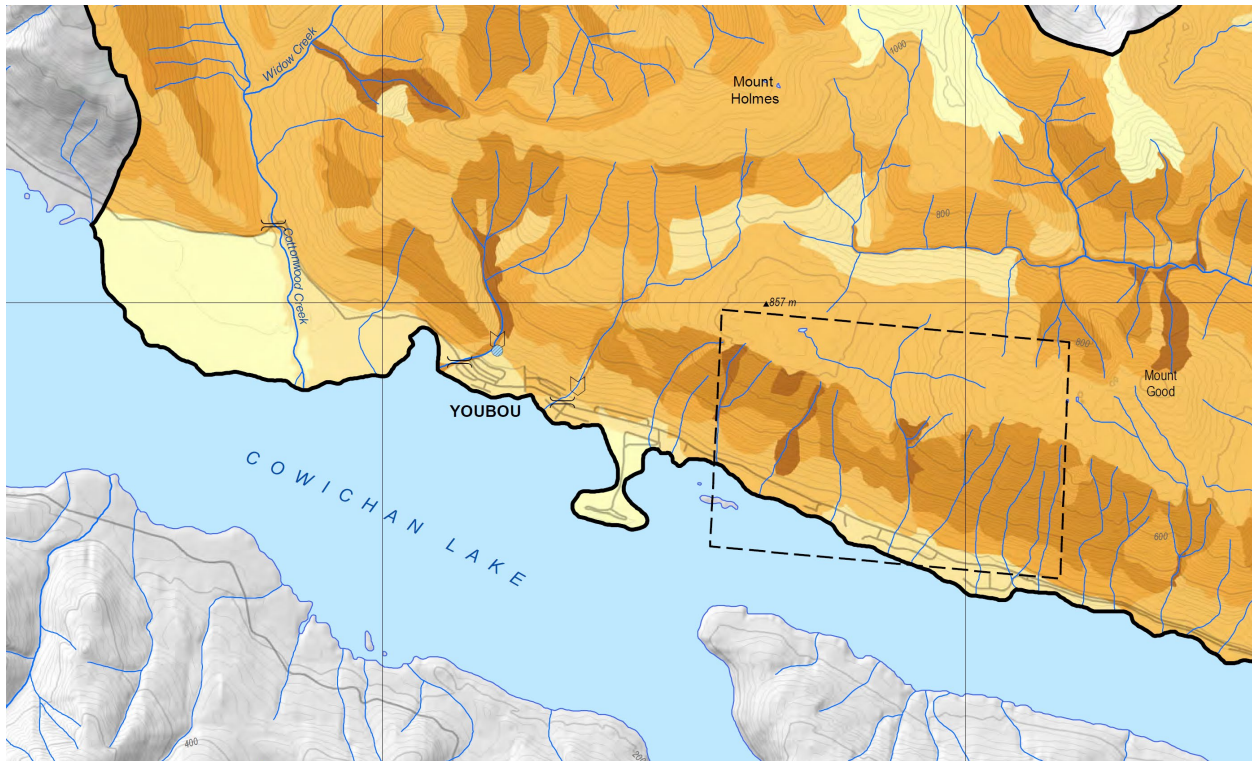 Widow Creek
1000
Mount
Holmes
800
Cottonwood Creek
857 m
800
Mount
Good
YOUBOU
COWICHAN LAKE
600
400
200